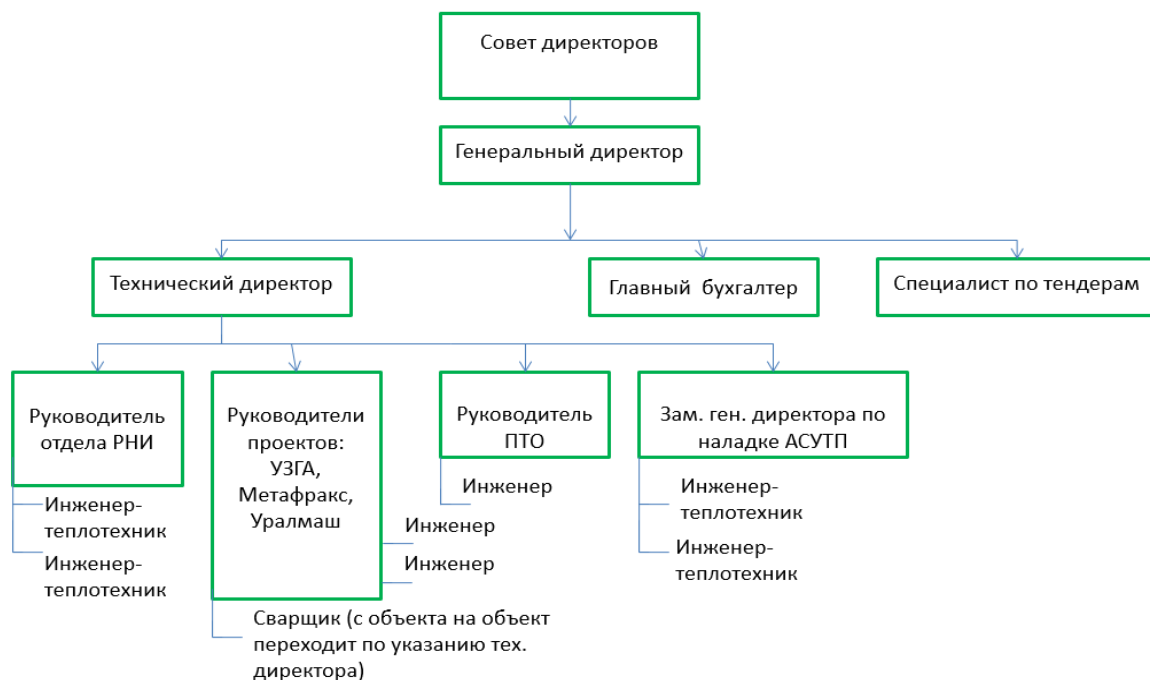 Совет директоров
Генеральный директор
Технический директор
Главный бухгалтер
Специалист по тендерам
Руководитель
отдела РНИ
Инженер-
теплотехник
Инженер-
теплотехник
Руководители
проектов:
УЗГА,
Метафракс,
Уралмаш
Инженер
Инженер
Сварщик (с объекта на объект
переходит по указанию тех.
директора)
Руководитель
ПТО
Инженер
Зам. ген. директора по
наладке АСУТП
Инженер-
теплотехник
Инженер-
теплотехник